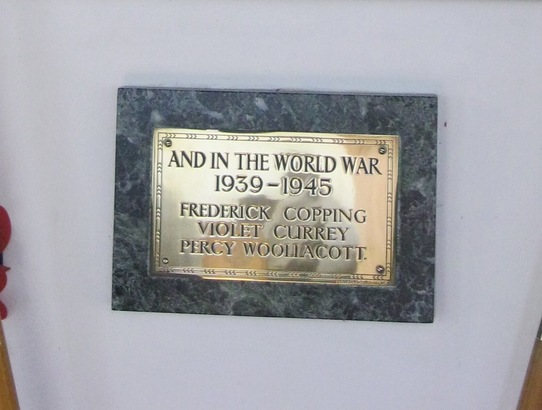 AND IN THE WORLD WAR
1939-1945
FREDERICK COPPING
VIOLET CURREY
PERCY WOOLLACOTT.